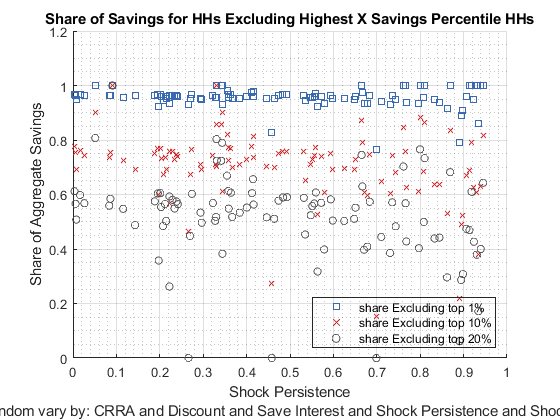 Share of Savings for HHs Excluding Highest X Savings Percentile HHs
1.2
1
0.8
0.6
0.4
0.2
0
Share of Aggregate Savings
share Excluding top 1%
share Excluding top 10%
share Excluding top 20%
0 0.1 0.2 0.3 0.4 0.5 0.6 0.7 0.8 0.9 1
Shock Persistence
ndom vary by: CRRA and Discount and Save Interest and Shock Persistence and Shoc